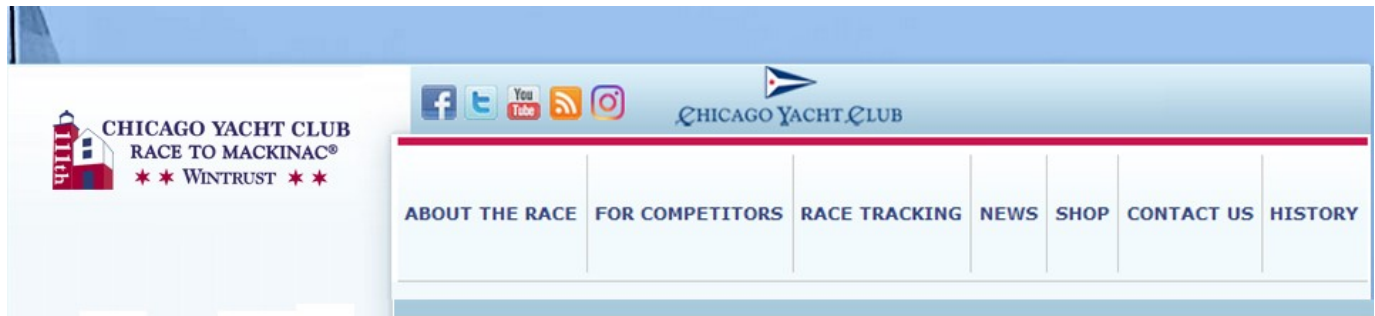 111th
CHICAGO YACHT CLUB
RACE TO MACKINAC®
WINTRUST
You
Tube
CHICAGO YACHT CLUB
ABOUT THE RACE FOR COMPETITORS RACE TRACKING NEWS SHOP CONTACT US HISTORY